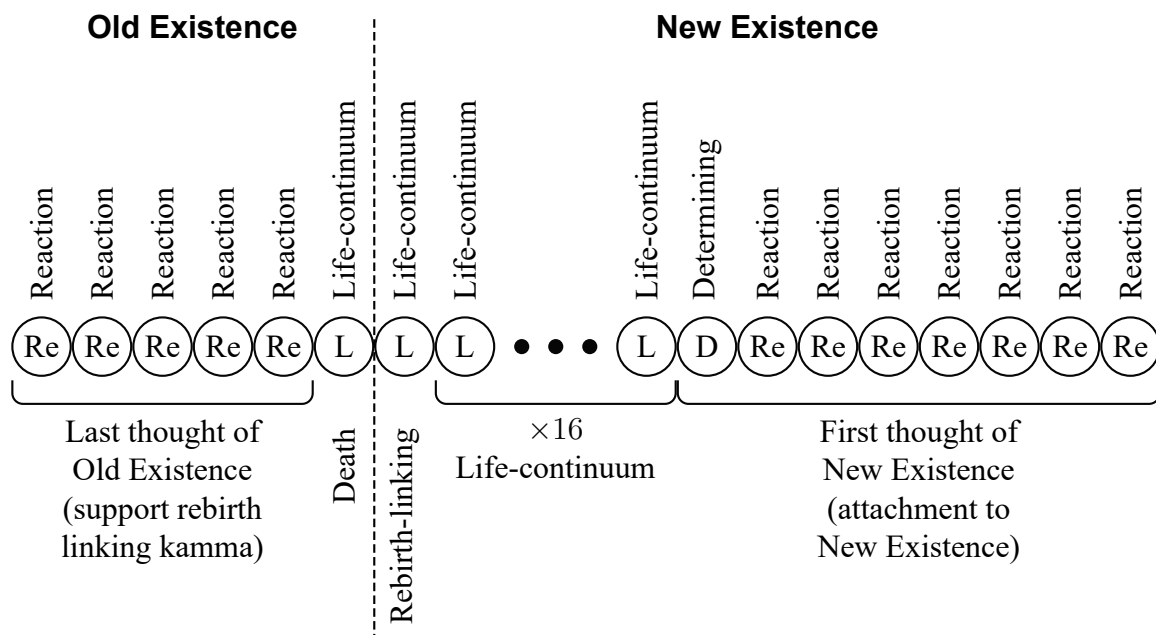 Old Existence
New Existence
Reaction
Reaction
Reaction
Reaction
Reaction
Life-continuum
Life-continuum
Life-continuum
Life-continuum
Determining
Reaction
Reaction
Reaction
Reaction
Reaction
Reaction
Reaction
Re Re Re Re Re L L L L D Re Re Re Re Re Re Re
Last thought of
Old Existence
(support rebirth
linking kamma)
Death
Rebirth-linking
×16
Life-continuum
First thought of
New Existence
(attachment to
New Existence)